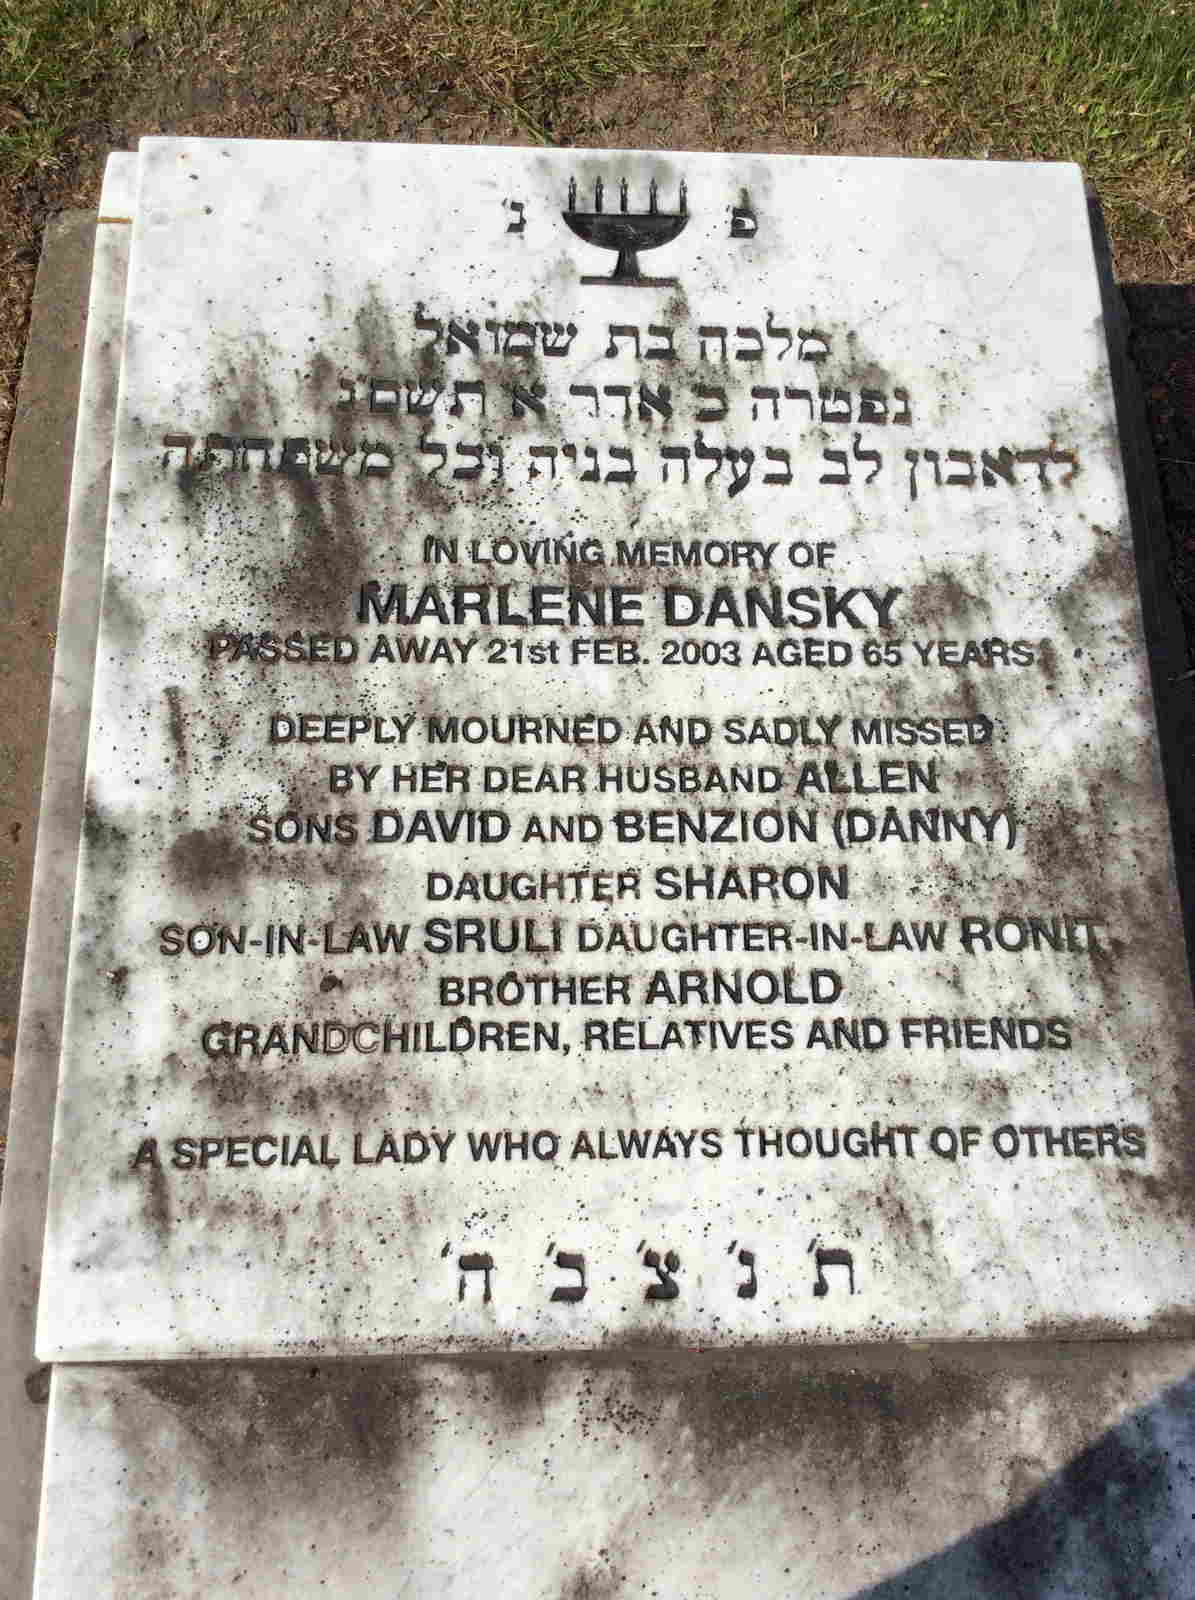 פ' נ'
מלכה בת שמואל
נפטרה כ אדר א תשס"ג
לדאבון לב בעלה בניה וכל משפחתה
IN LOVING MEMORY OF
MARLENE DANSKY
PASSED AWAY 21st FEB. 2003 AGED 65 YEARS
DEEPLY MOURNED AND SADLY MISSED
BY HER DEAR HUSBAND ALLEN
SONS DAVID AND BENZION (DANNY)
DAUGHTER SHARON
SON-IN-LAW SRULI DAUGHTER-IN-LAW RONIT
BROTHER ARNOLD
GRANDCHILDREN, RELATIVES AND FRIENDS
A SPECIAL LADY WHO ALWAYS THOUGHT OF OTHERS
ת' נ' צ' ב' ה'